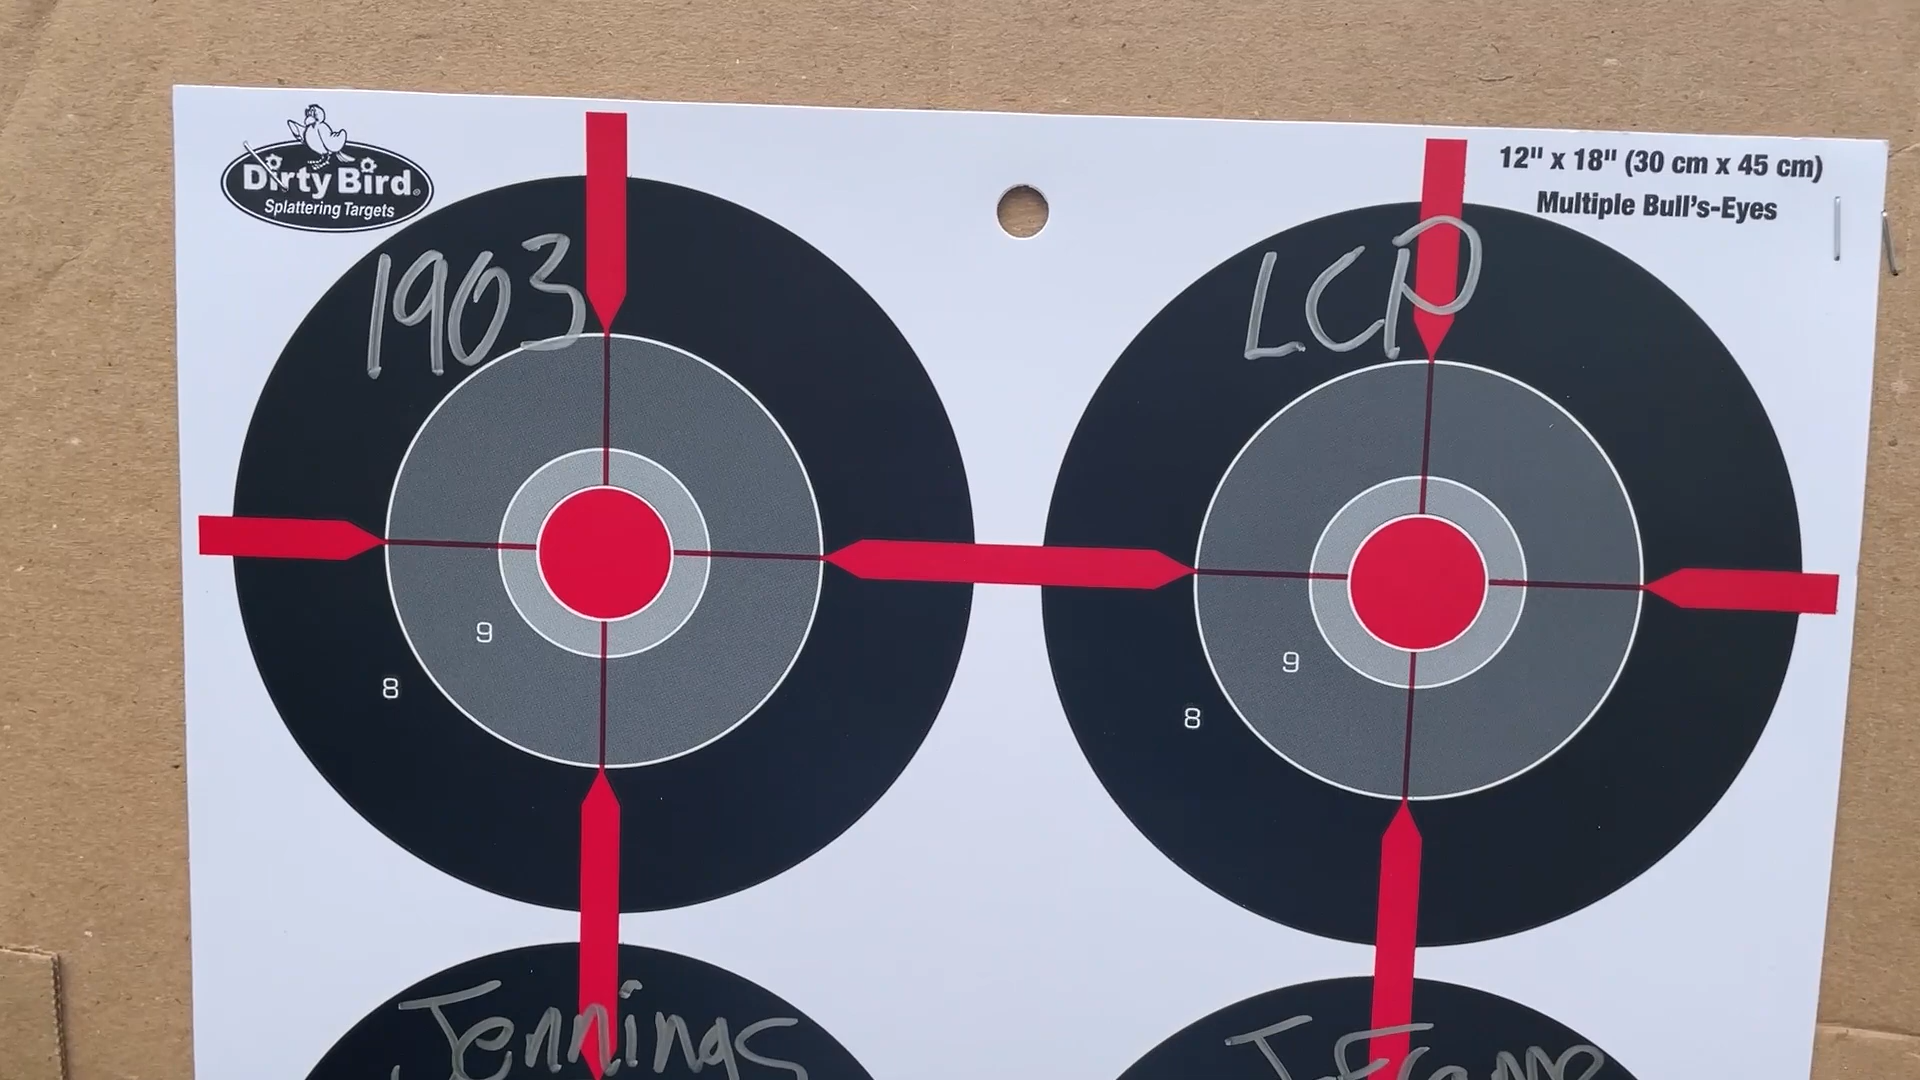 Dirty Bird
Splattering Targets
12" x 18" (30 cm x 45 cm)
Multiple Bull's-Eyes
1903
LCP
9
8
9
8
Jennings
J Frame